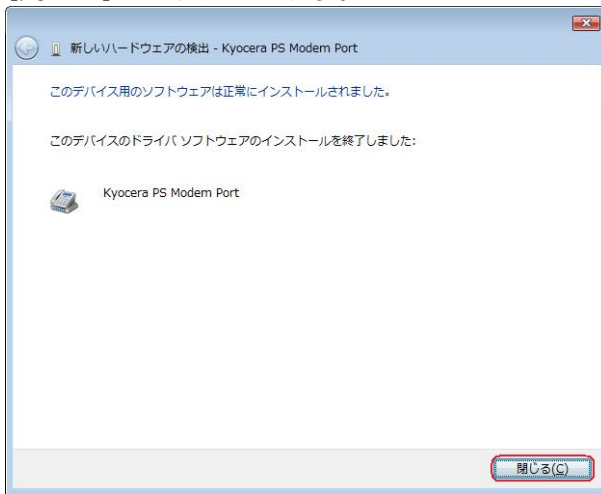 新しいハードウェアの検出 - Kyocera PS Modem Port
このデバイス用のソフトウェアは正常にインストールされました。
このデバイスのドライバ ソフトウェアのインストールを終了しました:
Kyocera PS Modem Port
閉じる(C)